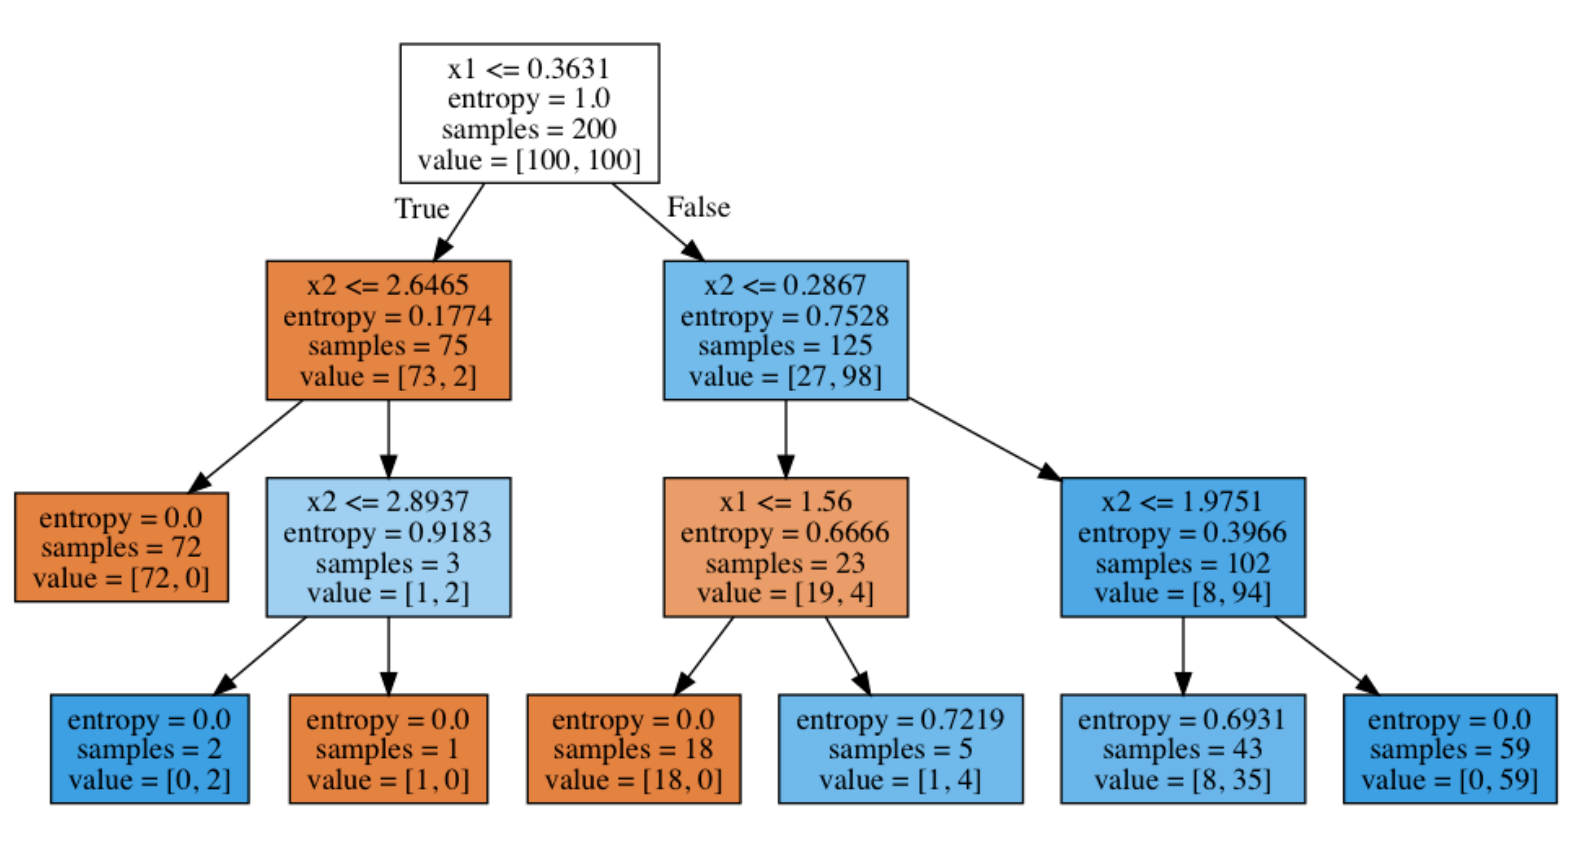 x1 <= 0.3631
entropy = 1.0
samples = 200
value = [100, 100]
True
False
x2 <= 2.6465
entropy = 0.1774
samples = 75
value = [73, 2]
x2 <= 0.2867
entropy = 0.7528
samples = 125
value = [27, 98]
entropy = 0.0
samples = 72
value = [72, 0]
x2 <= 2.8937
entropy = 0.9183
samples = 3
value = [1, 2]
x1 <= 1.56
entropy = 0.6666
samples = 23
value = [19, 4]
x2 <= 1.9751
entropy = 0.3966
samples = 102
value = [8, 94]
entropy = 0.0
samples = 2
value = [0, 2]
entropy = 0.0
samples = 1
value = [1, 0]
entropy = 0.0
samples = 18
value = [18, 0]
entropy = 0.7219
samples = 5
value = [1, 4]
entropy = 0.6931
samples = 43
value = [8, 35]
entropy = 0.0
samples = 59
value = [0, 59]